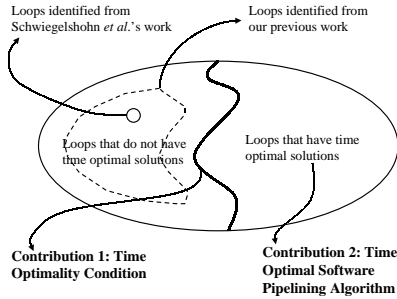 Loops identified from
Schwiegelshohn et al.'s work
Loops identified from
our previous work
Loops that do not have
time optimal solutions
Loops that have time
optimal solutions
Contribution 1: Time
Optimality Condition
Contribution 2: Time
Optimal Software
Pipelining Algorithm